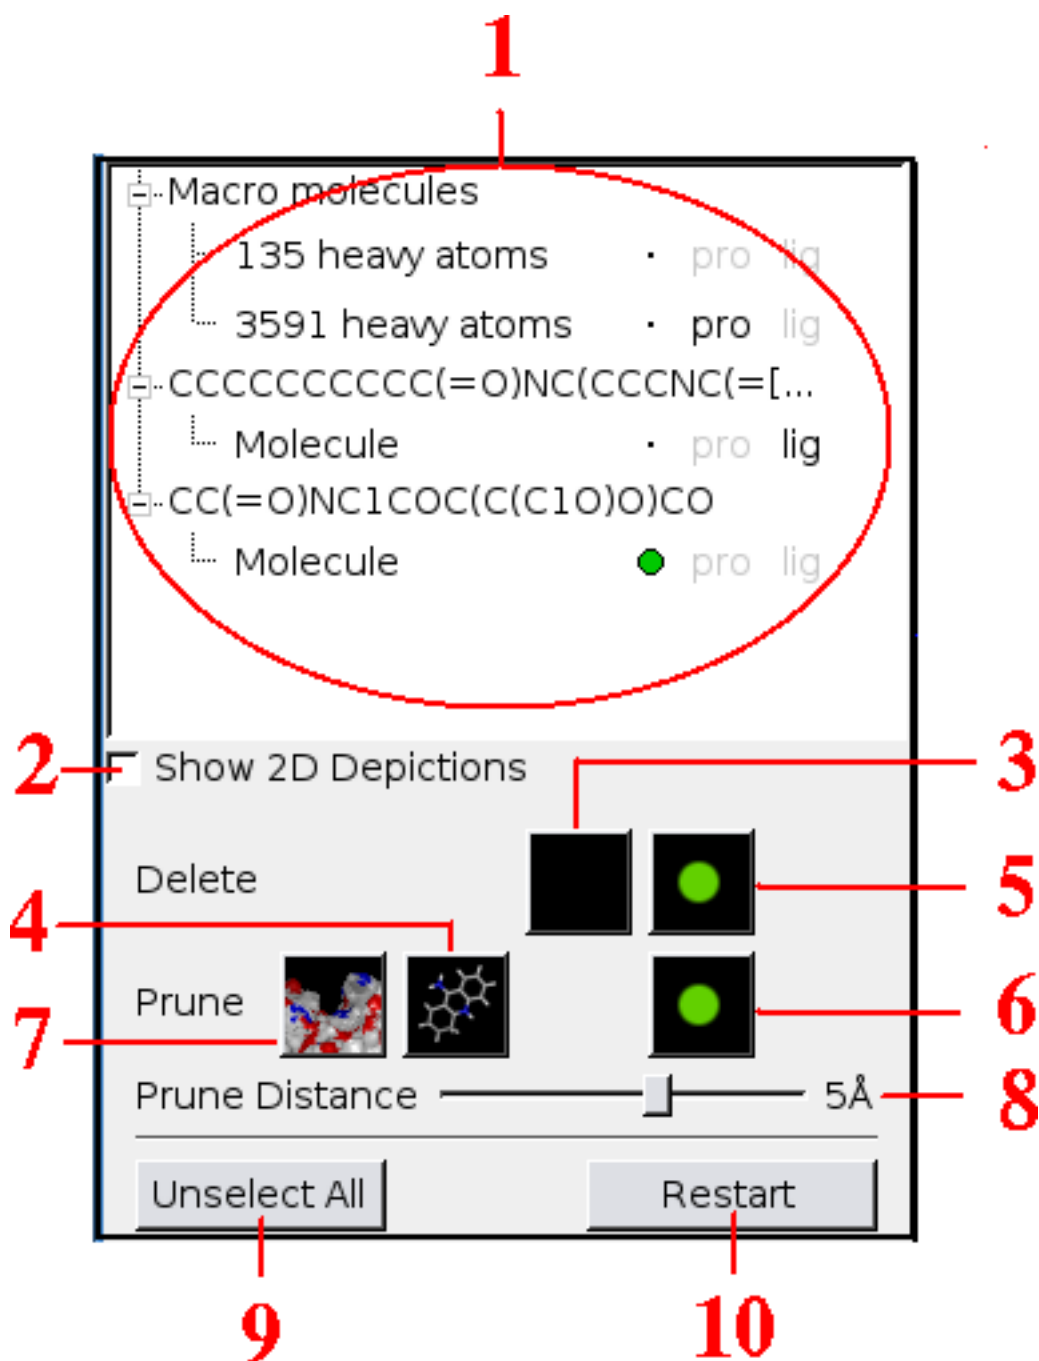 1
Macro molecules
135 heavy atoms · pro lig
3591 heavy atoms · pro lig
CCCCCCCCCC(=O)NC(CCCNC(=[...
Molecule · pro lig
CC(=O)NC1COC(C(C1O)O)CO
Molecule pro lig
2 Show 2D Depictions 3
Delete 5
4
Prune 6
7
Prune Distance 5Å 8
Unselect All Restart
9 10